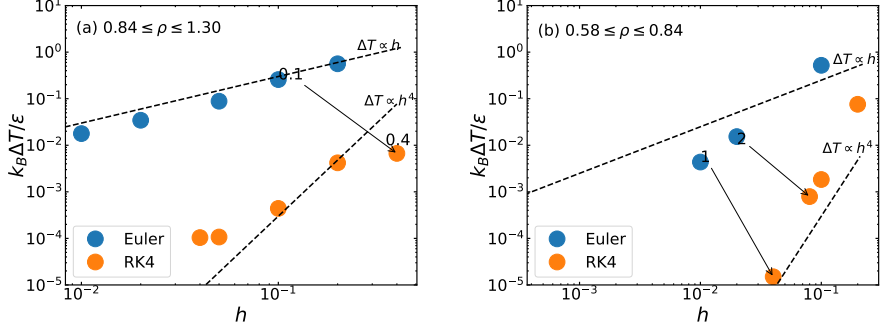 (a) 0.84 ≤ ρ ≤ 1.30
ΔT ∝ h
ΔT ∝ h⁴
0.1
0.4
k_BΔT/ε
10¹
10⁰
10⁻¹
10⁻²
10⁻³
10⁻⁴
10⁻⁵
Euler
RK4
10⁻² 10⁻¹
h
(b) 0.58 ≤ ρ ≤ 0.84
ΔT ∝ h
ΔT ∝ h⁴
1
2
k_BΔT/ε
10¹
10⁰
10⁻¹
10⁻²
10⁻³
10⁻⁴
10⁻⁵
Euler
RK4
10⁻³ 10⁻² 10⁻¹
h